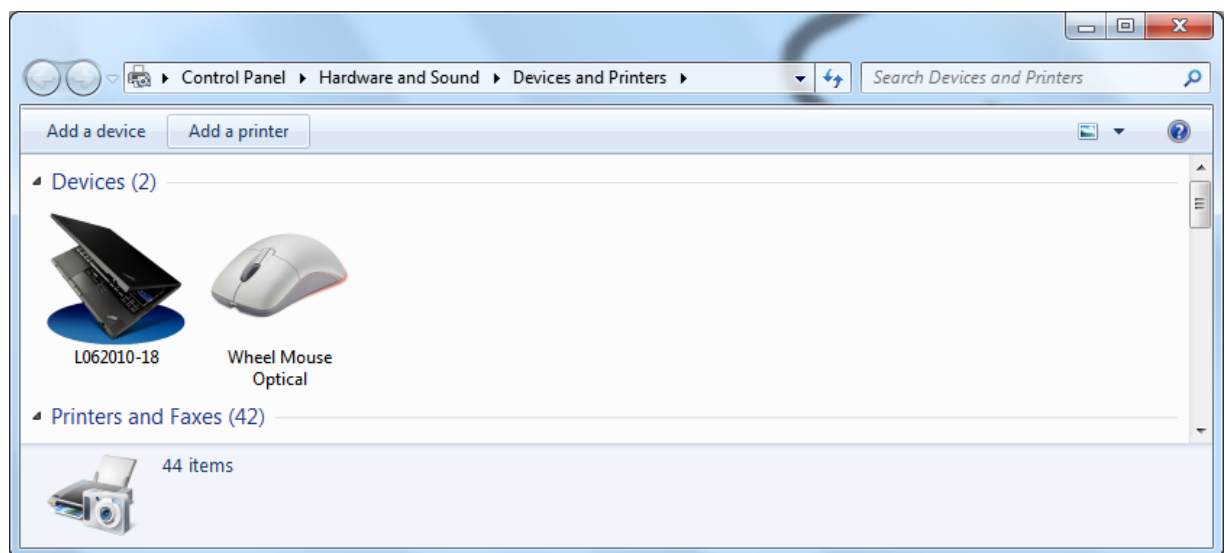 Control Panel Hardware and Sound Devices and Printers Search Devices and Printers
Add a device Add a printer
Devices (2)
L062010-18 Wheel Mouse
Optical
Printers and Faxes (42)
44 items